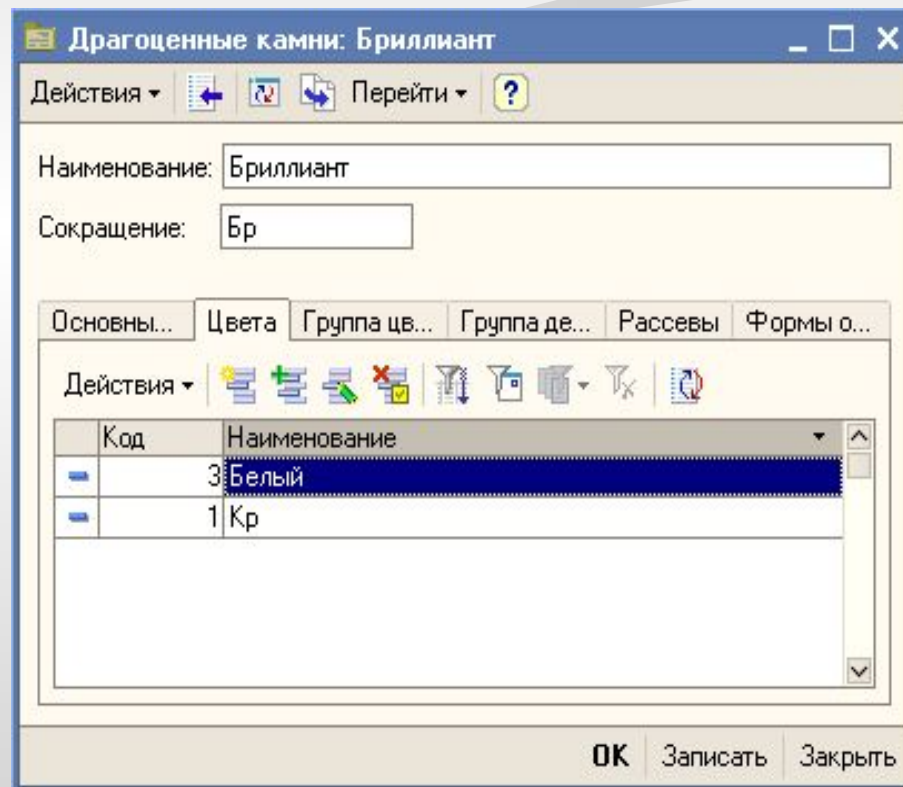 Драгоценные камни: Бриллиант
Действия Перейти ?
Наименование: Бриллиант
Сокращение: Бр
Основны... Цвета Группа цв... Группа де... Рассевы Формы о...
Действия
Код Наименование
3 Белый
1 Кр
OK Записать Закрыть